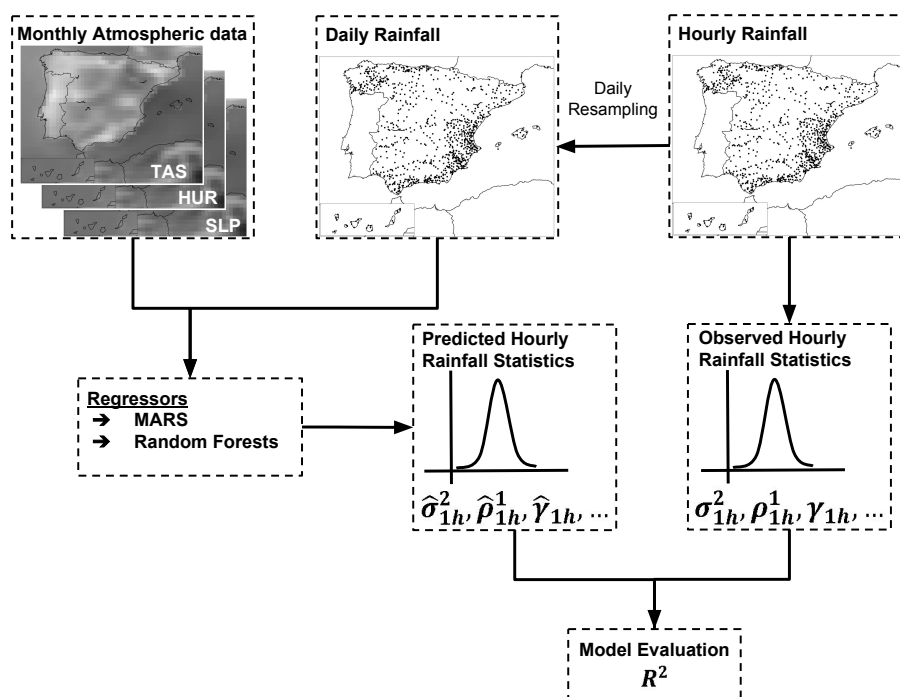 Monthly Atmospheric data
TAS
HUR
SLP
Daily Rainfall
Daily
Resampling
Hourly Rainfall
Regressors
➔ MARS
➔ Random Forests
Predicted Hourly
Rainfall Statistics
σ̂²₁ₕ, ρ̂¹₁ₕ, γ̂₁ₕ, ...
Observed Hourly
Rainfall Statistics
σ²₁ₕ, ρ¹₁ₕ, γ₁ₕ, ...
Model Evaluation
R²